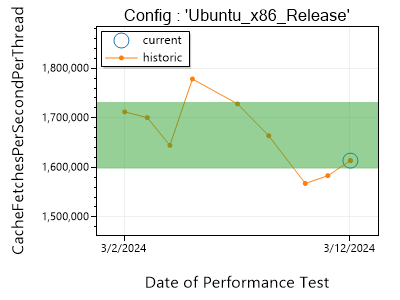 Config : 'Ubuntu_x86_Release'
current
historic
CacheFetchesPerSecondPerThread
1,800,000
1,700,000
1,600,000
1,500,000
3/2/2024
3/12/2024
Date of Performance Test